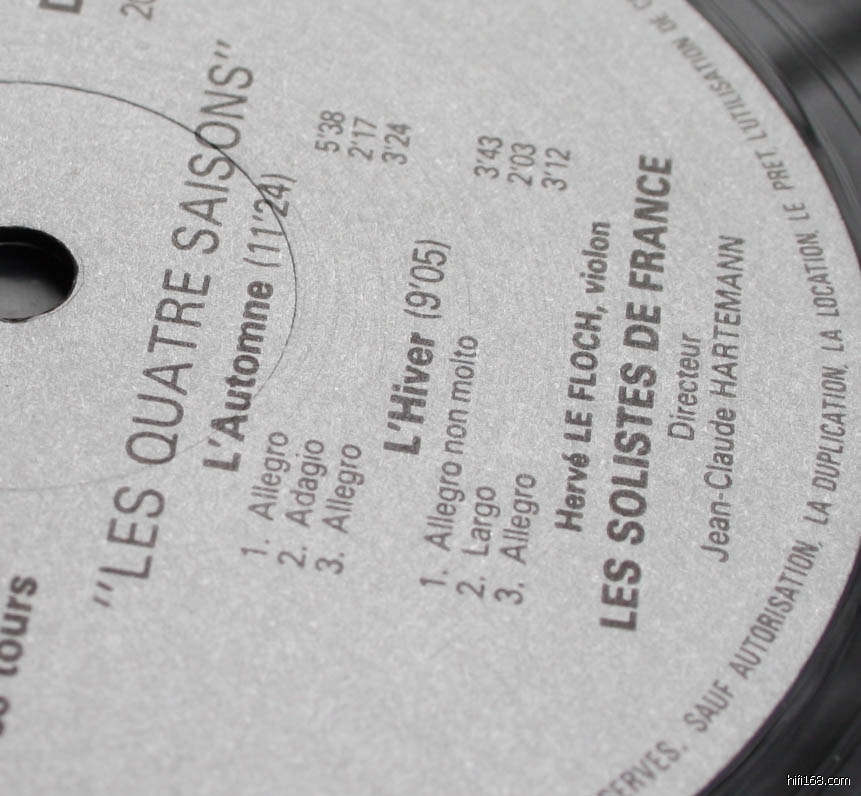 "LES QUATRE SAISONS"
L'Automne (11'24)
1. Allegro 5'38
2. Adagio 2'17
3. Allegro 3'24
L'Hiver (9'05)
1. Allegro non molto 3'43
2. Largo 2'03
3. Allegro 3'12
Hervé LE FLOCH, violon
LES SOLISTES DE FRANCE
Directeur
Jean-Claude HARTEMANN
tours
SERVES. SAUF AUTORISATION, LA DUPLICATION, LA LOCATION, LE PRET L'UTILISATION DE
hifi168.com